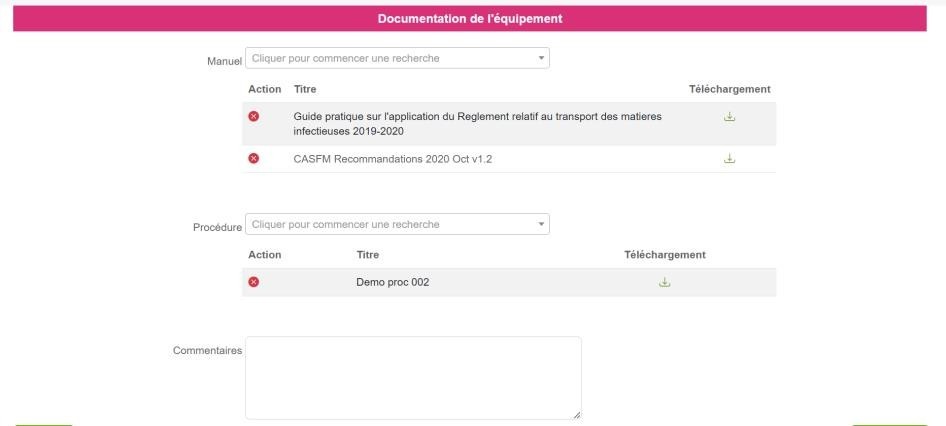 Documentation de l'équipement
Manuel Cliquer pour commencer une recherche
Action Titre Téléchargement
Guide pratique sur l'application du Reglement relatif au transport des matieres
infectieuses 2019-2020
CASFM Recommandations 2020 Oct v1.2
Procédure Cliquer pour commencer une recherche
Action Titre Téléchargement
Demo proc 002
Commentaires